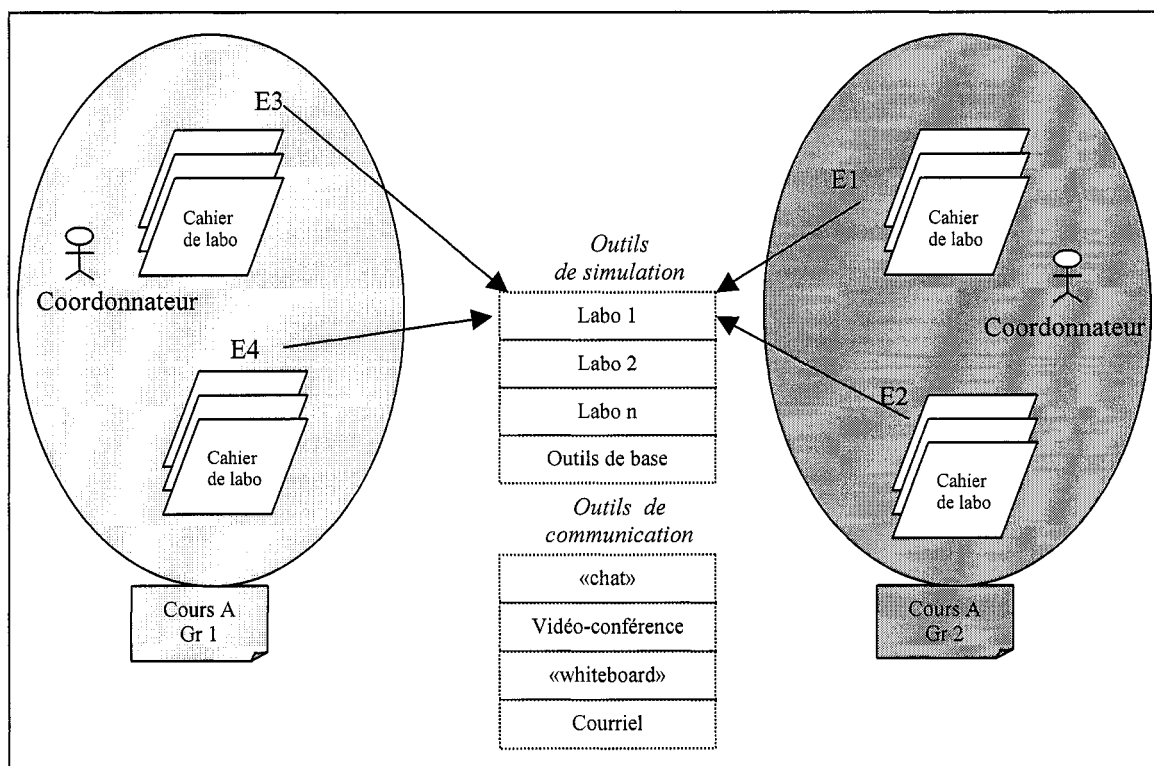 E3
Cahier
de labo
Coordonnateur
E4
Cahier
de labo
Cours A
Gr 1
Outils
de simulation
Labo 1
Labo 2
Labo n
Outils de base
Outils de
communication
«chat»
Vidéo-conférence
«whiteboard»
Courriel
E1
Cahier
de labo
Coordonnateur
E2
Cahier
de labo
Cours A
Gr 2